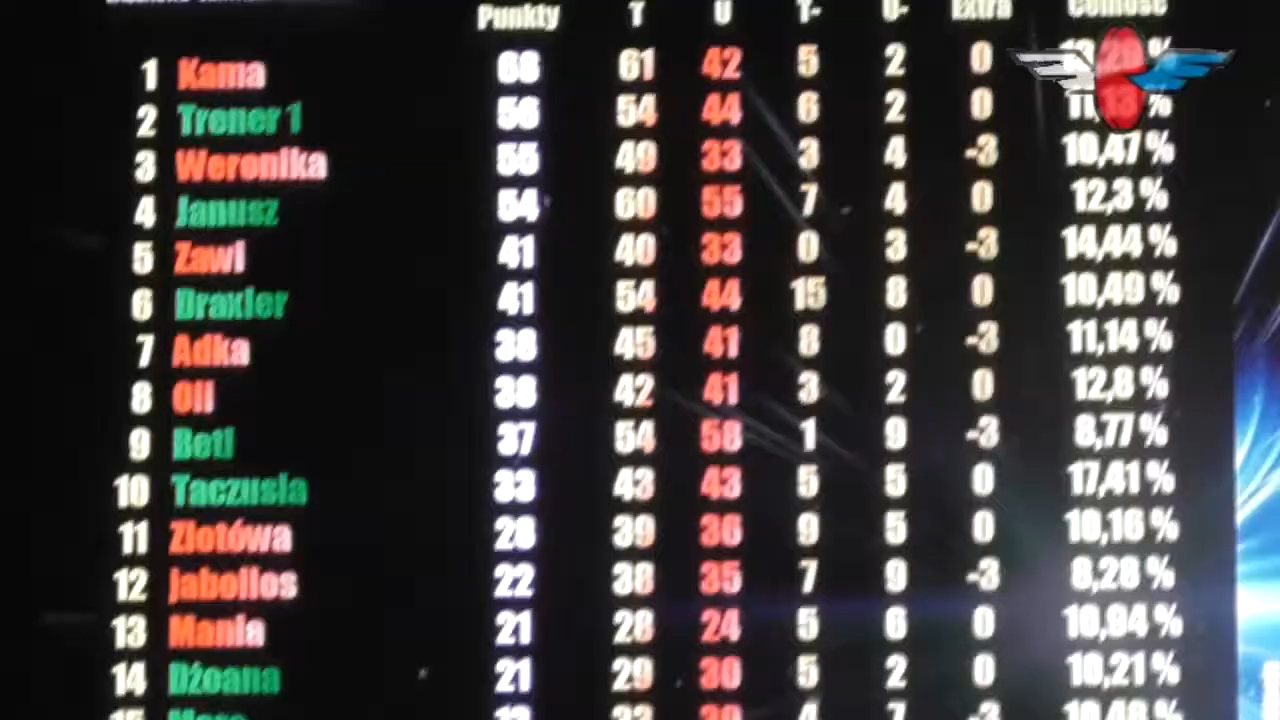 Punkty T U T- U- Extra Celność
1 Kama 68 61 42 5 2 0 %
2 Trener 1 56 54 44 6 2 0 11,13 %
3 Weronika 55 49 33 3 4 -3 10,47 %
4 Janusz 54 60 55 7 4 0 12,3 %
5 Zawi 41 40 33 0 3 -3 14,44 %
6 Draxler 41 54 44 15 8 0 10,49 %
7 Adka 38 45 41 8 0 -3 11,14 %
8 Oli 38 42 41 3 2 0 12,8 %
9 Beti 37 54 58 1 9 -3 8,77 %
10 Taczusia 33 43 43 5 5 0 17,41 %
11 Złotówa 28 39 36 9 5 0 10,16 %
12 Jabollos 22 38 35 7 9 -3 8,28 %
13 Mania 21 28 24 5 6 0 10,94 %
14 Dżoana 21 29 30 5 2 0 10,21 %